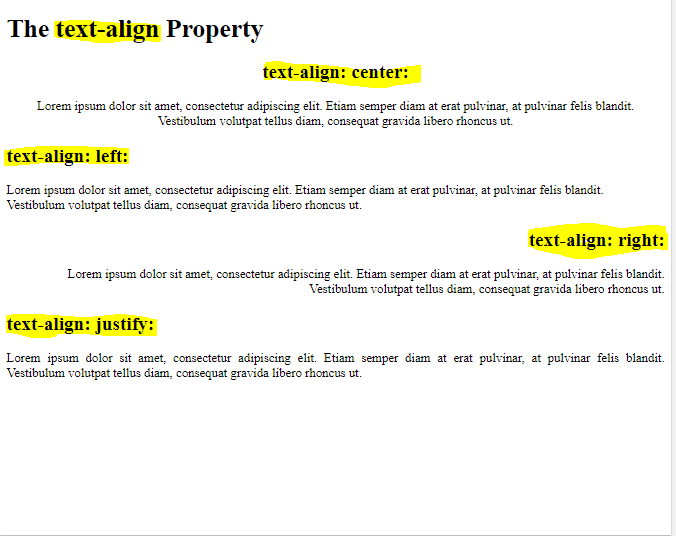 The text-align Property
text-align: center:
Lorem ipsum dolor sit amet, consectetur adipiscing elit. Etiam semper diam at erat pulvinar, at pulvinar felis blandit.
Vestibulum volutpat tellus diam, consequat gravida libero rhoncus ut.
text-align: left:
Lorem ipsum dolor sit amet, consectetur adipiscing elit. Etiam semper diam at erat pulvinar, at pulvinar felis blandit.
Vestibulum volutpat tellus diam, consequat gravida libero rhoncus ut.
text-align: right:
Lorem ipsum dolor sit amet, consectetur adipiscing elit. Etiam semper diam at erat pulvinar, at pulvinar felis blandit.
Vestibulum volutpat tellus diam, consequat gravida libero rhoncus ut.
text-align: justify:
Lorem ipsum dolor sit amet, consectetur adipiscing elit. Etiam semper diam at erat pulvinar, at pulvinar felis blandit.
Vestibulum volutpat tellus diam, consequat gravida libero rhoncus ut.